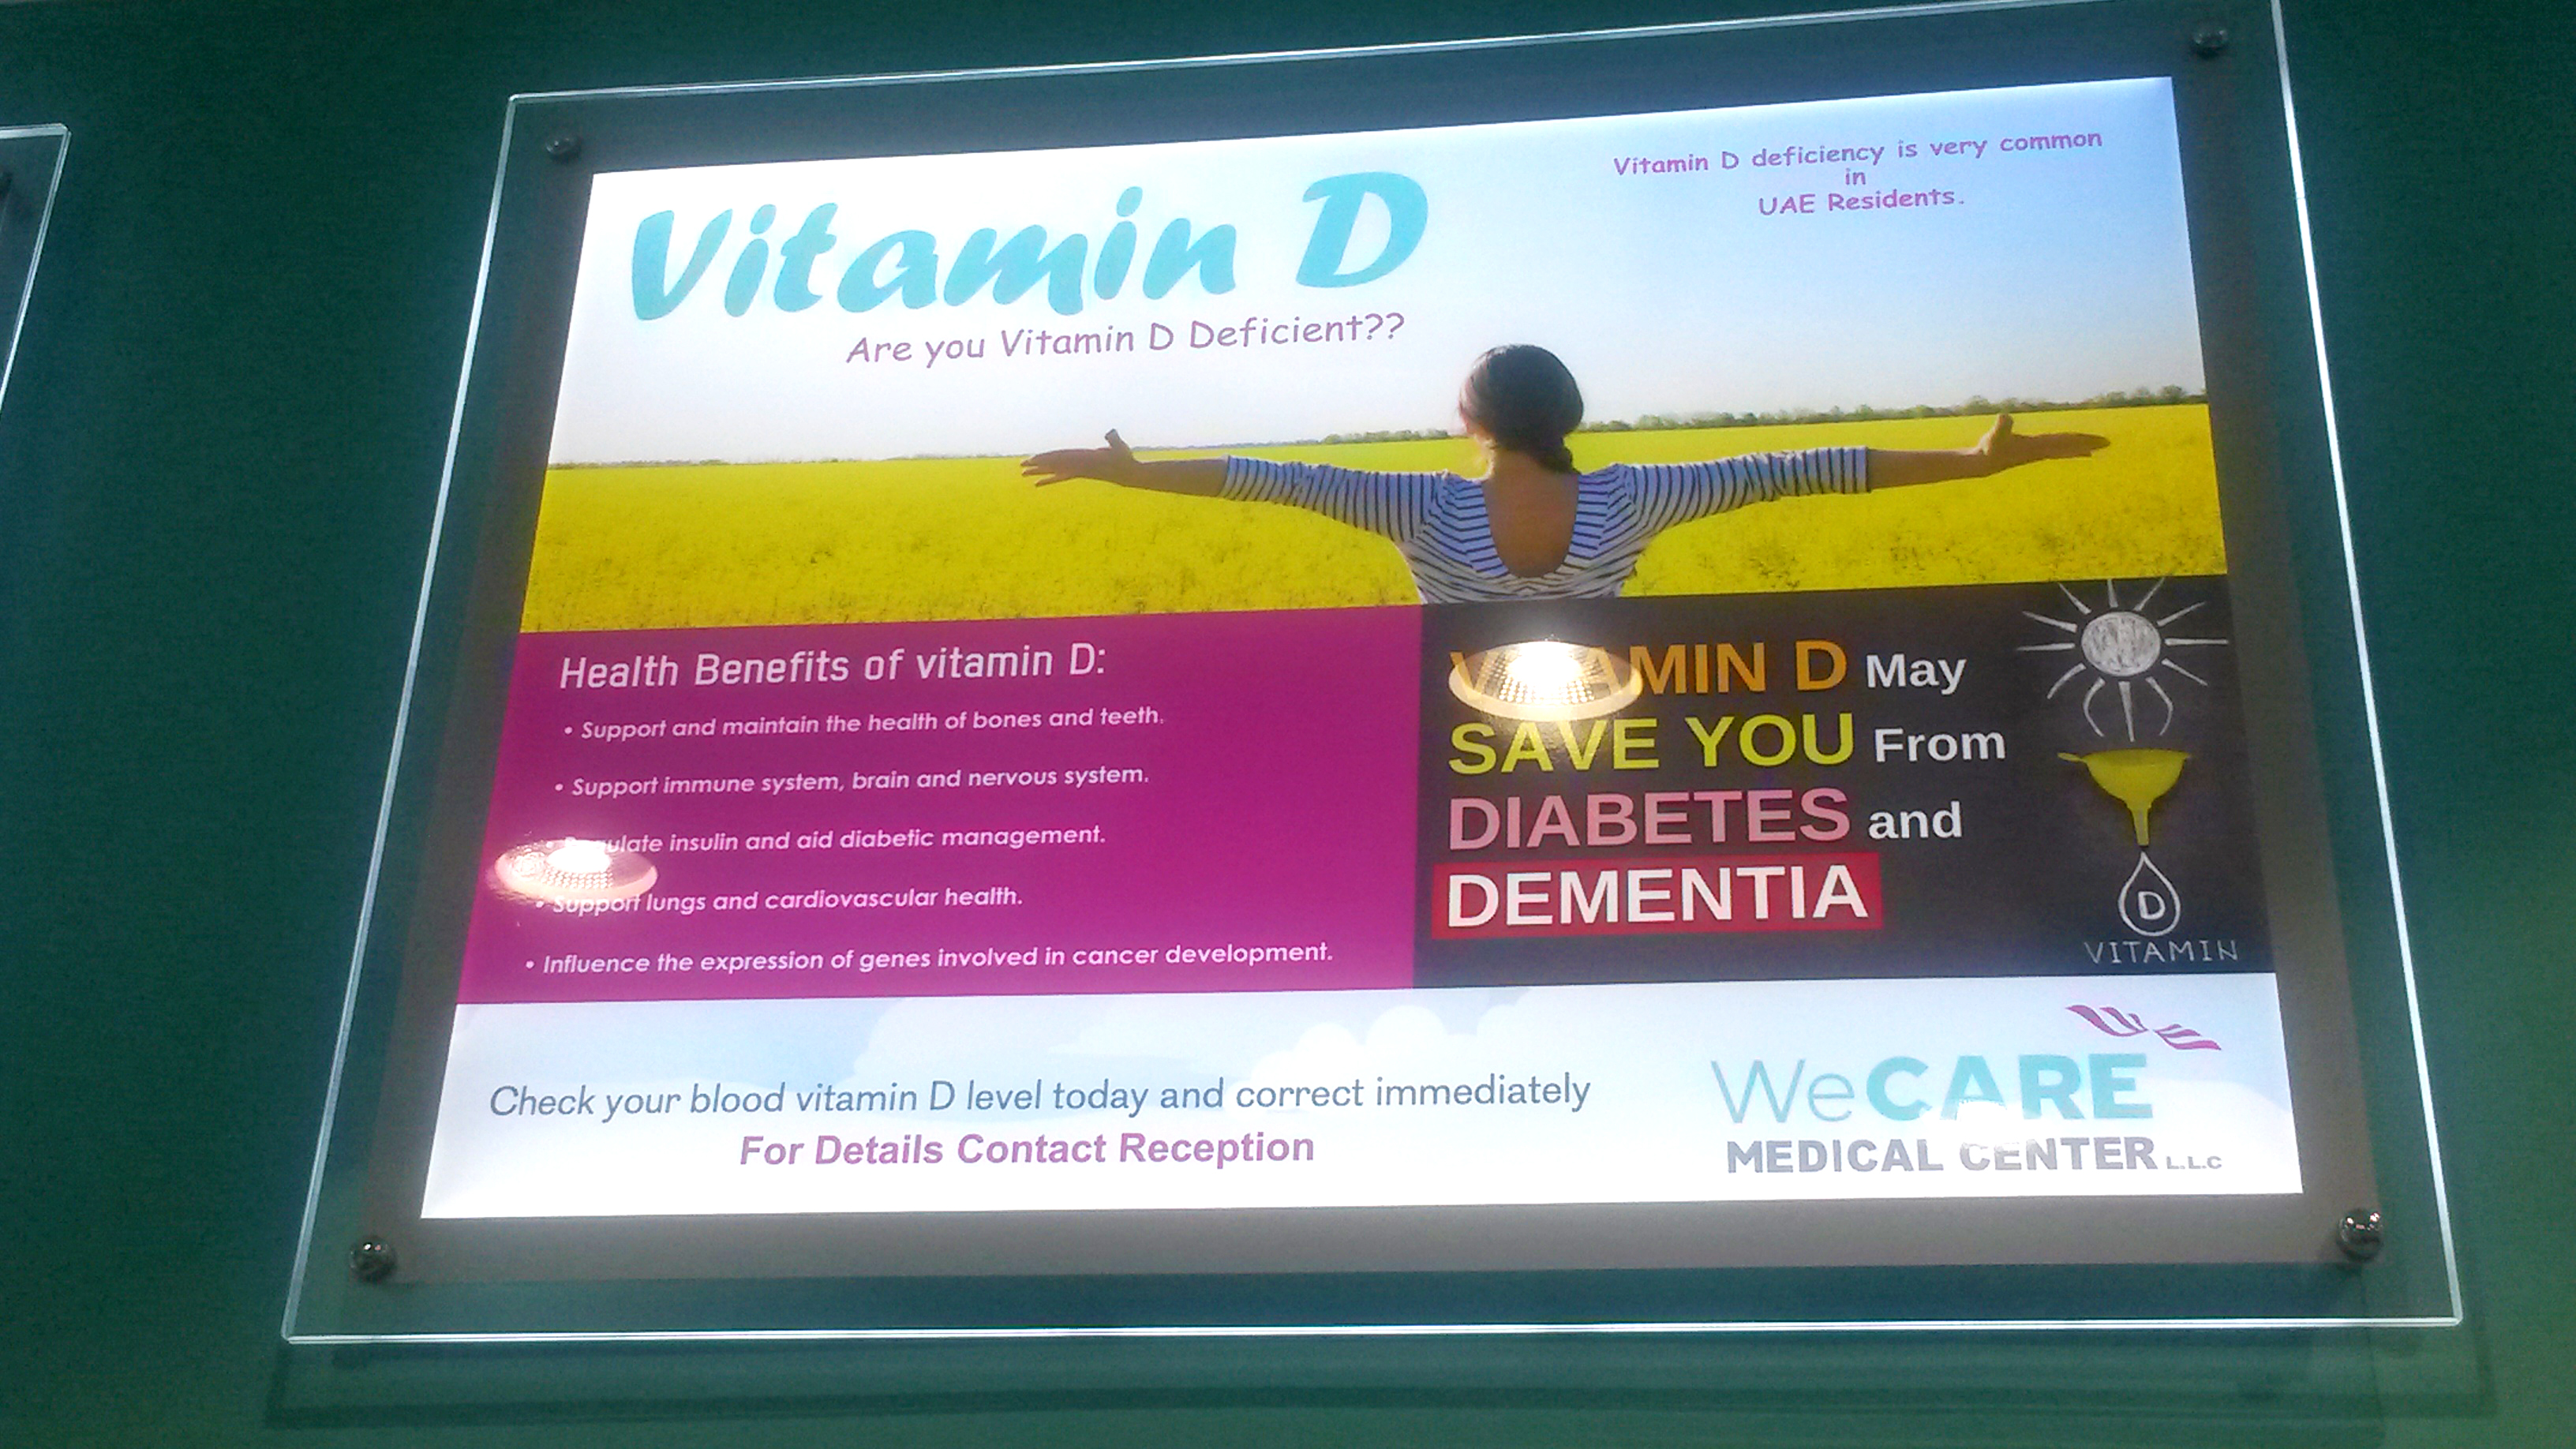 Vitamin D
Are you Vitamin D Deficient??
Vitamin D deficiency is very common
in
UAE Residents.
Health Benefits of vitamin D:
• Support and maintain the health of bones and teeth.
• Support immune system, brain and nervous system.
• Regulate insulin and aid diabetic management.
• Support lungs and cardiovascular health.
• Influence the expression of genes involved in cancer development.
VITAMIN D May
SAVE YOU From
DIABETES and
DEMENTIA
D
VITAMIN
Check your blood vitamin D level today and correct immediately
For Details Contact Reception
WeCARE
MEDICAL CENTER L.L.C